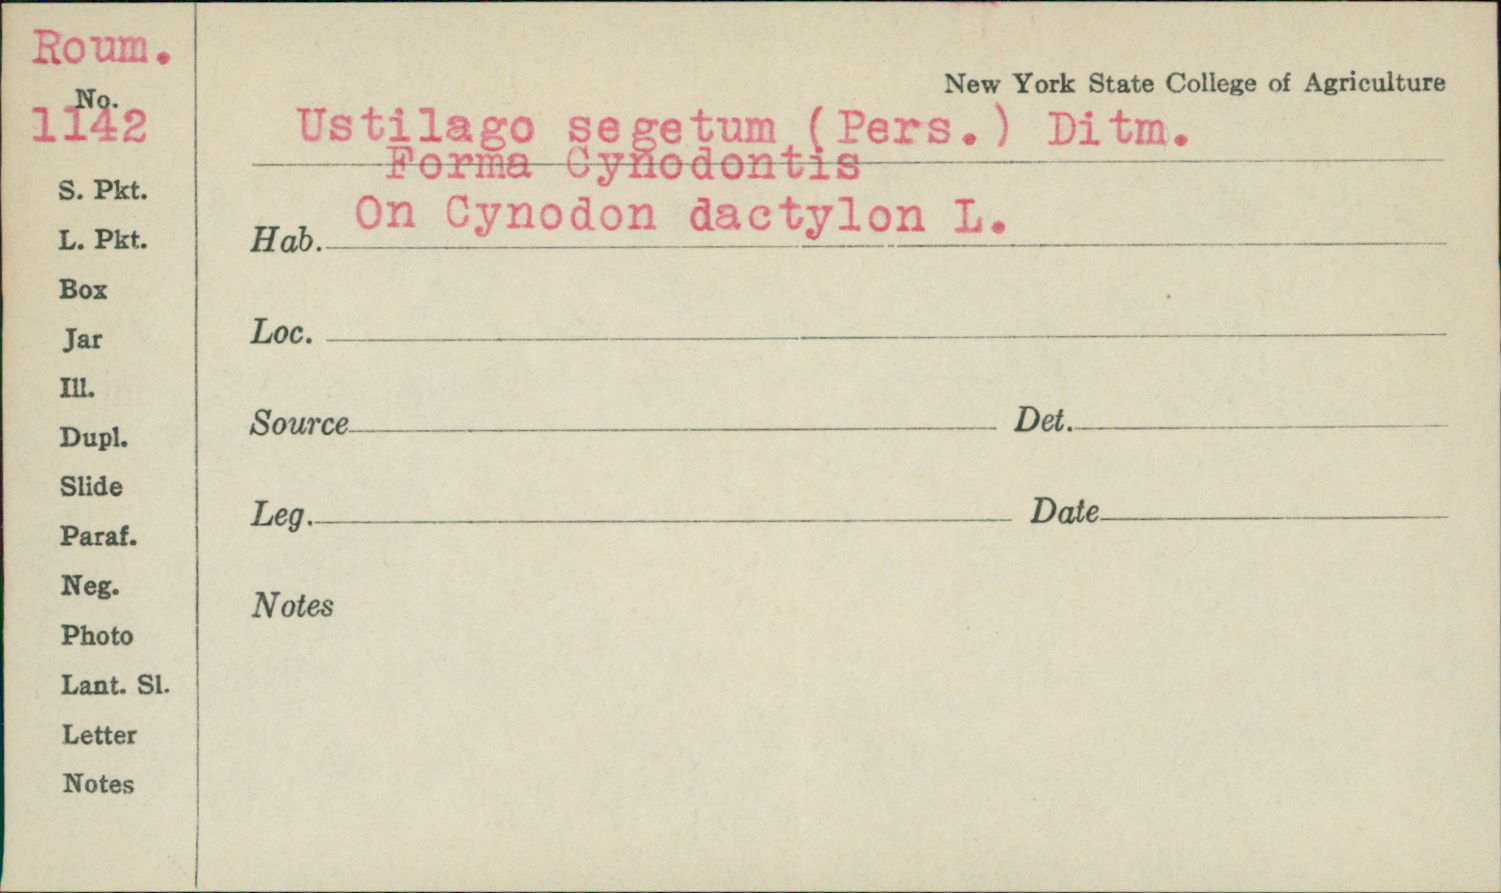 Roum.
No.
1142
S. Pkt.
L. Pkt.
Box
Jar
Ill.
Dupl.
Slide
Paraf.
Neg.
Photo
Lant. Sl.
Letter
Notes
New York State College of Agriculture
Ustilago segetum (Pers.) Ditm.
Forma Cynodontis
On Cynodon dactylon L.
Hab.
Loc.
Source Det.
Leg. Date
Notes